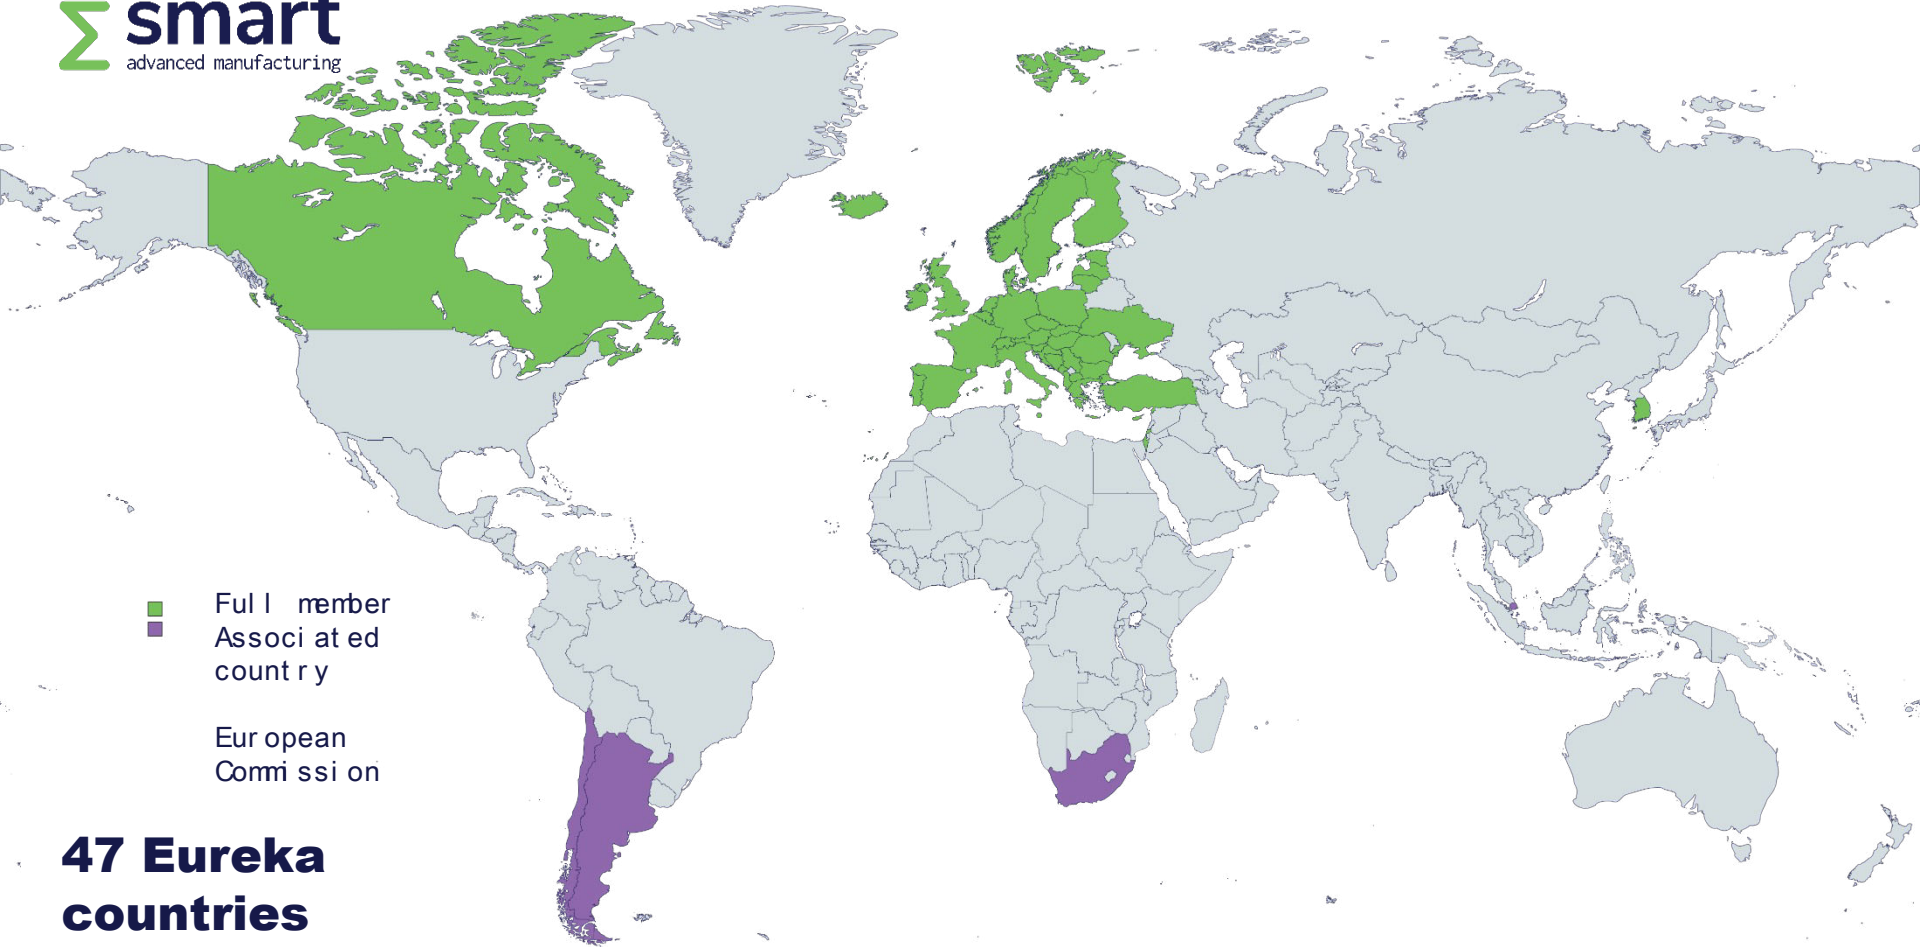 smart
advanced manufacturing
Full member
Associated
country
European
Commission
47 Eureka
countries